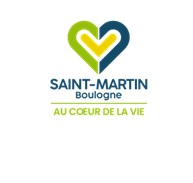 SAINT-MARTIN
Boulogne
AU CŒUR DE LA VIE